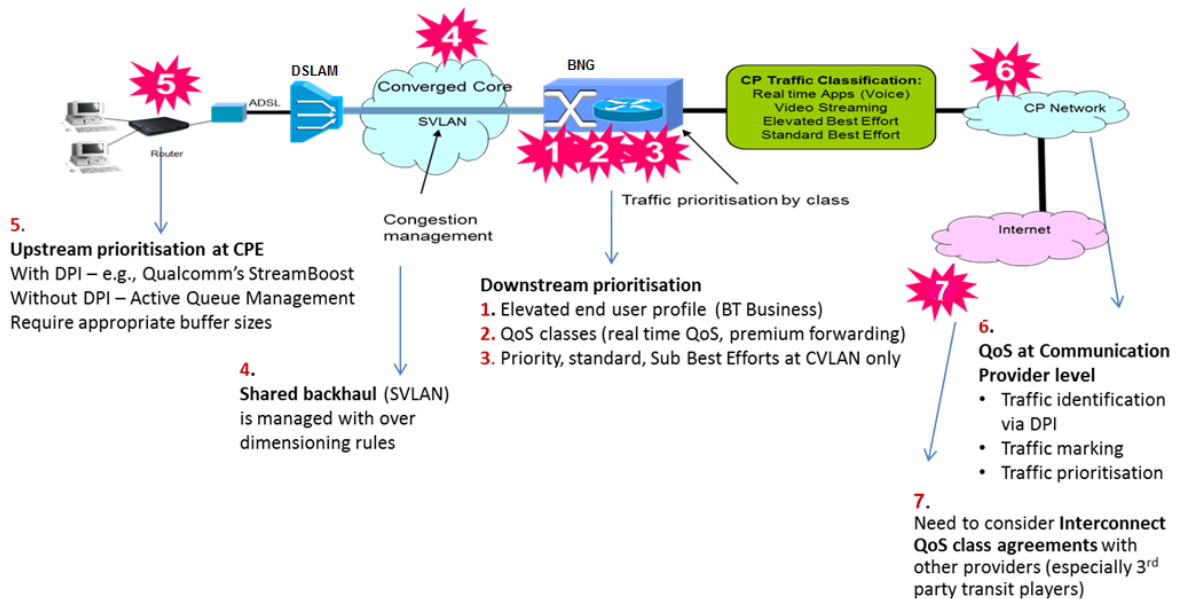 4
5
6
DSLAM
BNG
CP Traffic Classification:
Real time Apps (Voice)
Video Streaming
Elevated Best Effort
Standard Best Effort
ADSL
Converged Core
SVLAN
CP Network
Router
1
2
3
Traffic prioritisation by class
Congestion
management
Internet
7
5.
Upstream prioritisation at CPE
With DPI – e.g., Qualcomm's StreamBoost
Without DPI – Active Queue Management
Require appropriate buffer sizes
4.
Shared backhaul (SVLAN)
is managed with over
dimensioning rules
Downstream prioritisation
1. Elevated end user profile (BT Business)
2. QoS classes (real time QoS, premium forwarding)
3. Priority, standard, Sub Best Efforts at CVLAN only
6.
QoS at Communication
Provider level
• Traffic identification
via DPI
• Traffic marking
• Traffic prioritisation
7.
Need to consider Interconnect
QoS class agreements with
other providers (especially 3rd
party transit players)